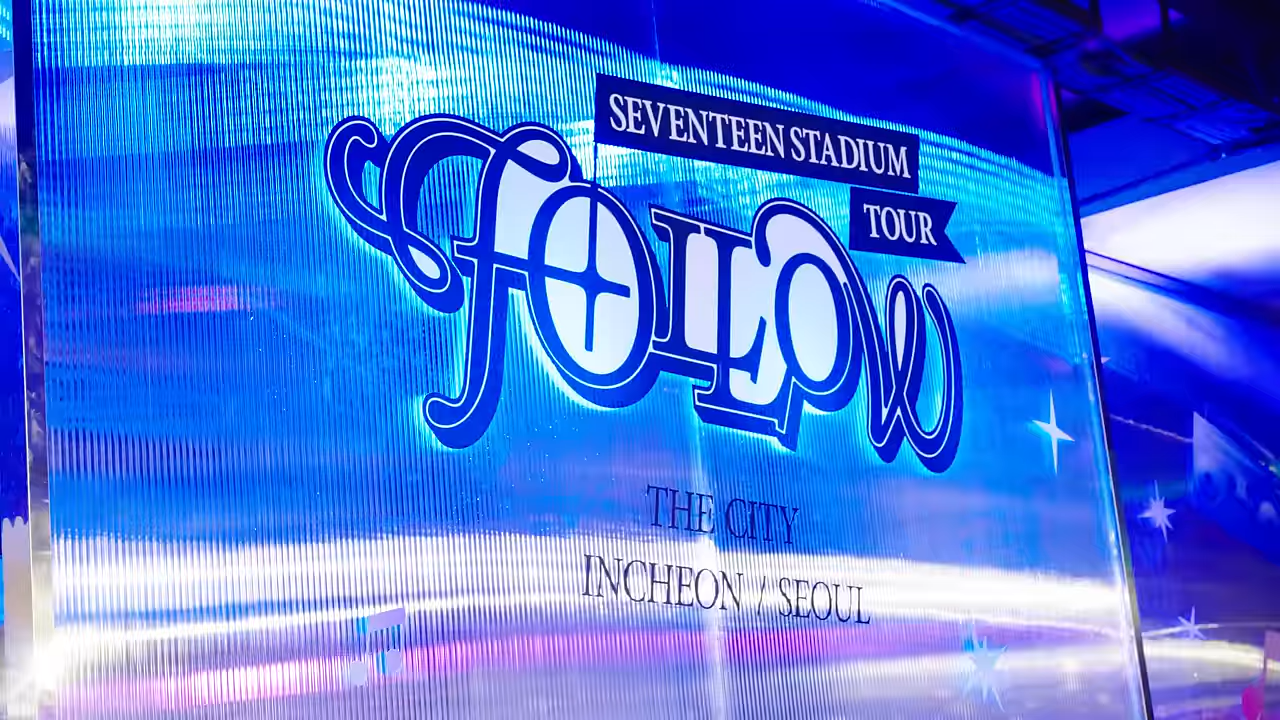 SEVENTEEN STADIUM
TOUR
FOLLOW
THE CITY
INCHEON / SEOUL